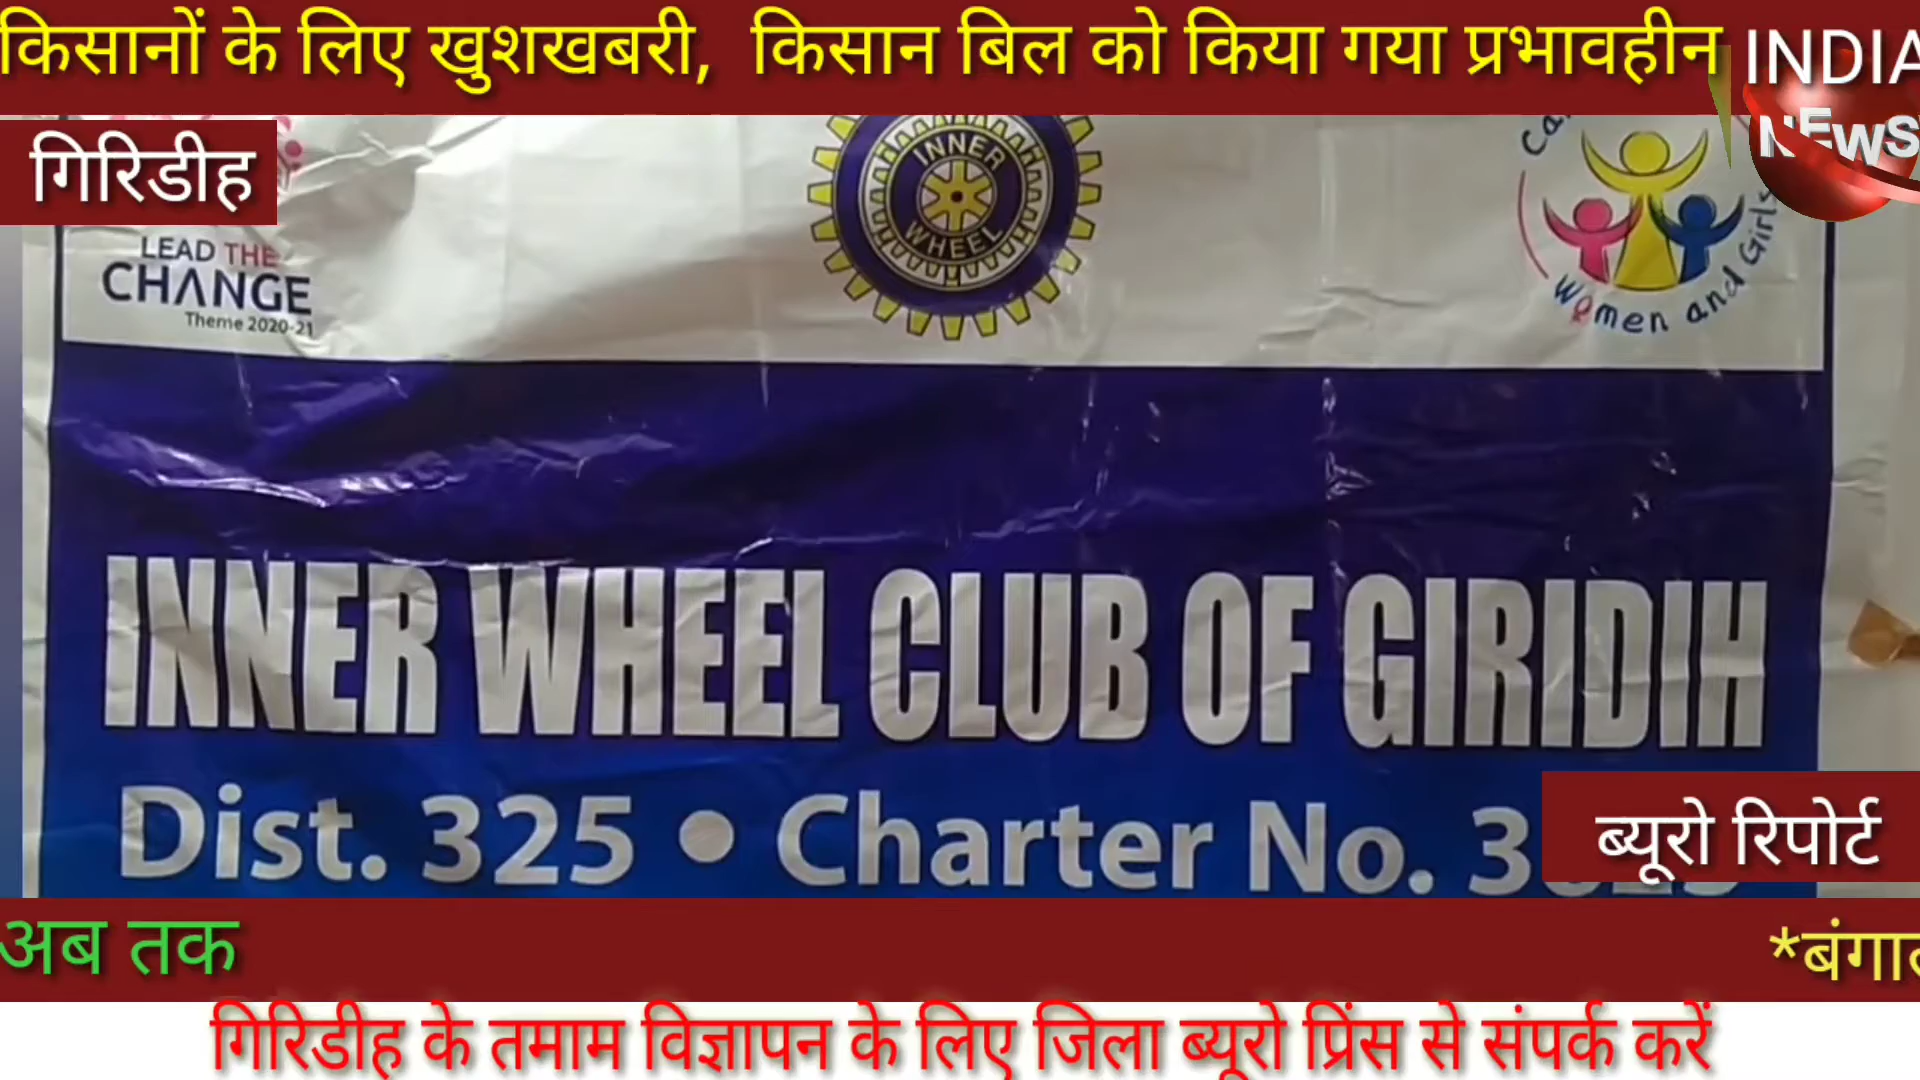 किसानों के लिए खुशखबरी, किसान बिल को किया गया प्रभावहीन
INDIA
NEWS
गिरिडीह
LEAD THE
CHANGE
Theme 2020-21
INNER
WHEEL
Women and Girls
INNER WHEEL CLUB OF GIRIDIH
Dist. 325 • Charter No.
ब्यूरो रिपोर्ट
अब तक
गिरिडीह के तमाम विज्ञापन के लिए जिला ब्यूरो प्रिंस से संपर्क करें